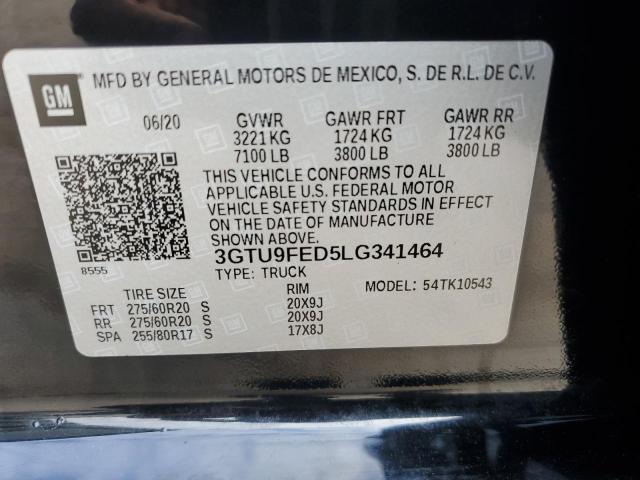 GM
MFD BY GENERAL MOTORS DE MEXICO, S. DE R.L. DE C.V.
06/20 GVWR GAWR FRT GAWR RR
3221 KG 1724 KG 1724 KG
7100 LB 3800 LB 3800 LB
THIS VEHICLE CONFORMS TO ALL
APPLICABLE U.S. FEDERAL MOTOR
VEHICLE SAFETY STANDARDS IN EFFECT
ON THE DATE OF MANUFACTURE
SHOWN ABOVE.
8555
3GTU9FED5LG341464
TYPE: TRUCK MODEL: 54TK10543
TIRE SIZE RIM
FRT 275/60R20 S 20X9J
RR 275/60R20 S 20X9J
SPA 255/80R17 S 17X8J